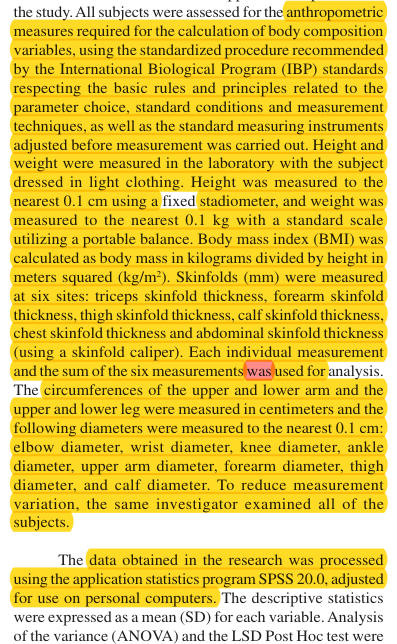 the study. All subjects were assessed for the anthropometric
measures required for the calculation of body composition
variables, using the standardized procedure recommended
by the International Biological Program (IBP) standards
respecting the basic rules and principles related to the
parameter choice, standard conditions and measurement
techniques, as well as the standard measuring instruments
adjusted before measurement was carried out. Height and
weight were measured in the laboratory with the subject
dressed in light clothing. Height was measured to the
nearest 0.1 cm using a fixed stadiometer, and weight was
measured to the nearest 0.1 kg with a standard scale
utilizing a portable balance. Body mass index (BMI) was
calculated as body mass in kilograms divided by height in
meters squared (kg/m²). Skinfolds (mm) were measured
at six sites: triceps skinfold thickness, forearm skinfold
thickness, thigh skinfold thickness, calf skinfold thickness,
chest skinfold thickness and abdominal skinfold thickness
(using a skinfold caliper). Each individual measurement
and the sum of the six measurements was used for analysis.
The circumferences of the upper and lower arm and the
upper and lower leg were measured in centimeters and the
following diameters were measured to the nearest 0.1 cm:
elbow diameter, wrist diameter, knee diameter, ankle
diameter, upper arm diameter, forearm diameter, thigh
diameter, and calf diameter. To reduce measurement
variation, the same investigator examined all of the
subjects.
The data obtained in the research was processed
using the application statistics program SPSS 20.0, adjusted
for use on personal computers. The descriptive statistics
were expressed as a mean (SD) for each variable. Analysis
of the variance (ANOVA) and the LSD Post Hoc test were